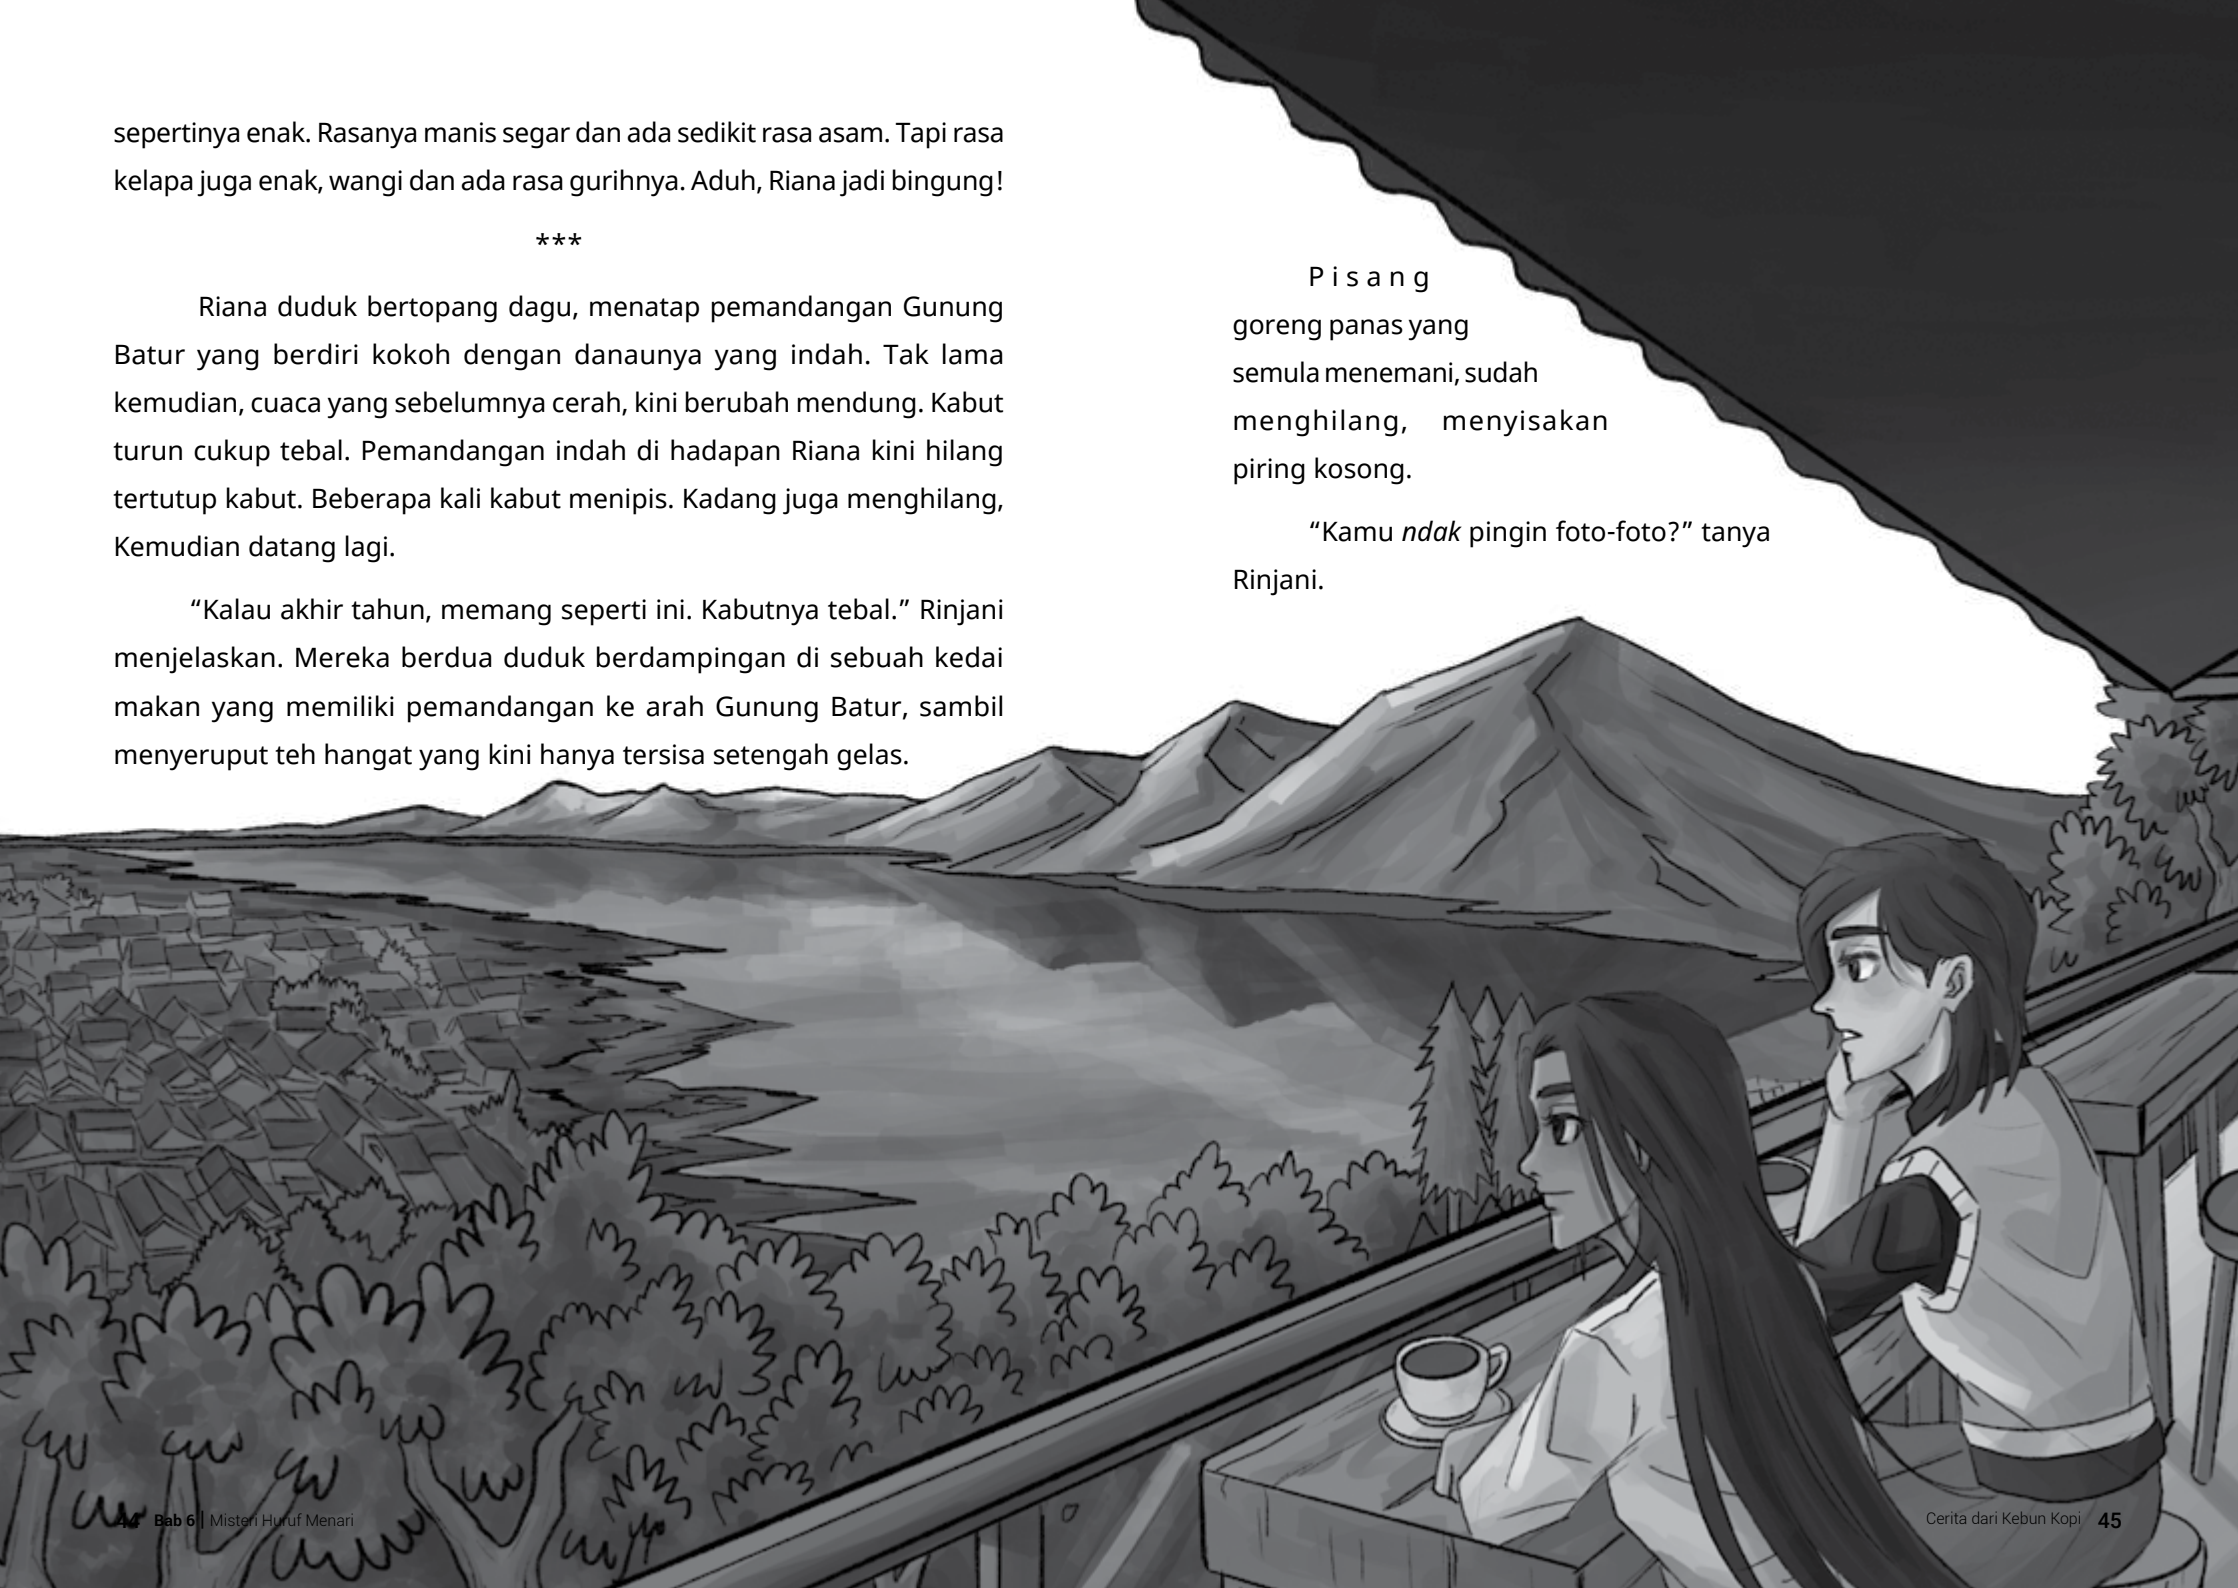 sepertinya enak. Rasanya manis segar dan ada sedikit rasa asam. Tapi rasa
kelapa juga enak, wangi dan ada rasa gurihnya. Aduh, Riana jadi bingung!
***
Riana duduk bertopang dagu, menatap pemandangan Gunung
Batur yang berdiri kokoh dengan danaunya yang indah. Tak lama
kemudian, cuaca yang sebelumnya cerah, kini berubah mendung. Kabut
turun cukup tebal. Pemandangan indah di hadapan Riana kini hilang
tertutup kabut. Beberapa kali kabut menipis. Kadang juga menghilang,
Kemudian datang lagi.
“Kalau akhir tahun, memang seperti ini. Kabutnya tebal.” Rinjani
menjelaskan. Mereka berdua duduk berdampingan di sebuah kedai
makan yang memiliki pemandangan ke arah Gunung Batur, sambil
menyeruput teh hangat yang kini hanya tersisa setengah gelas.
44 Bab 6 | Misteri Huruf Menari
Pisang
goreng panas yang
semula menemani, sudah
menghilang, menyisakan
piring kosong.
“Kamu ndak pingin foto-foto?” tanya
Rinjani.
Cerita dari Kebun Kopi 45